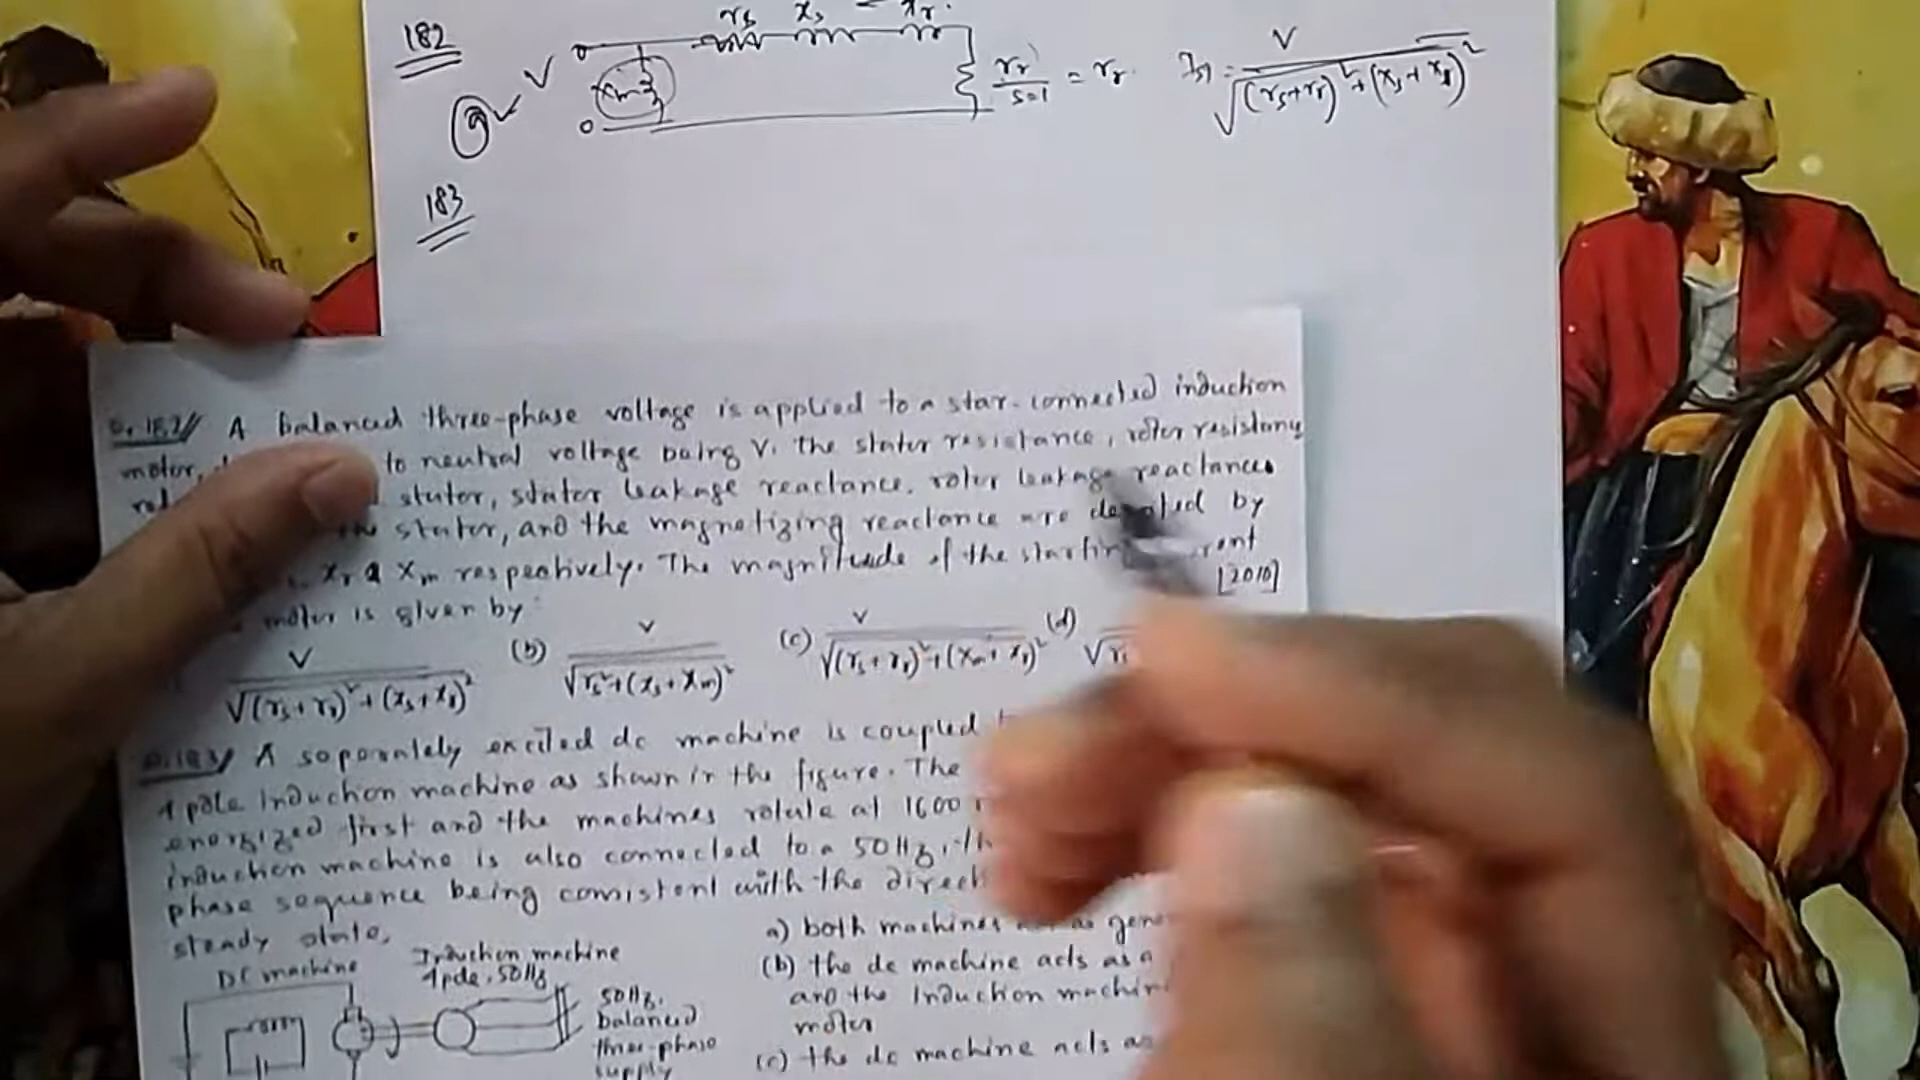 182
rs xs xr
V xm rr/s=1 = rr Is1 = V/√(rs+rr)²+(xs+xr)²
a
183
Q.182// A balanced three-phase voltage is applied to a star-connected induction
motor, to neutral voltage being V. The stator resistance, rotor resistance
stator, stator leakage reactance, rotor leakage reactances
stator, and the magnetizing reactance are denoted by
xr & Xm respectively. The magnitude of the starting
[2010]
motor is given by
V/√(rs+rr)²+(xs+xr)² (b) V/√rs²+(xs+Xm)² (c) V/√(rs+rr)²+(Xm+xr)² (d)
Q.183// A separately excited dc machine is coupled
4 pole induction machine as shown in the figure. The
energized first and the machines rotate at 1600
induction machine is also connected to a 50Hz,
phase sequence being consistent with the
steady state,
a) both machines as
DC machine
Induction machine
4 pole, 50Hz
50Hz.
balanced
three-phase
supply
(b) the dc machine acts as a
and the Induction
motor
(c) the dc machine acts as